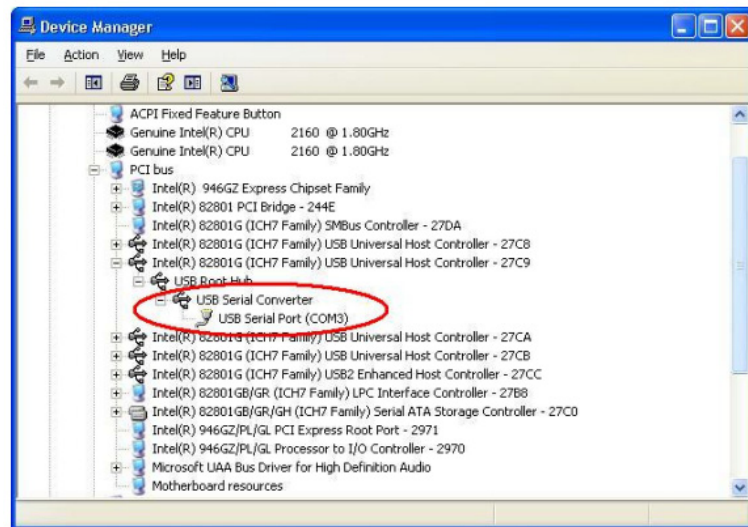 Device Manager
File Action View Help
ACPI Fixed Feature Button
Genuine Intel(R) CPU 2160 @ 1.80GHz
Genuine Intel(R) CPU 2160 @ 1.80GHz
PCI bus
Intel(R) 946GZ Express Chipset Family
Intel(R) 82801 PCI Bridge - 244E
Intel(R) 82801G (ICH7 Family) SMBus Controller - 27DA
Intel(R) 82801G (ICH7 Family) USB Universal Host Controller - 27C8
Intel(R) 82801G (ICH7 Family) USB Universal Host Controller - 27C9
USB Root Hub
USB Serial Converter
USB Serial Port (COM3)
Intel(R) 82801G (ICH7 Family) USB Universal Host Controller - 27CA
Intel(R) 82801G (ICH7 Family) USB Universal Host Controller - 27CB
Intel(R) 82801G (ICH7 Family) USB2 Enhanced Host Controller - 27CC
Intel(R) 82801GB/GR (ICH7 Family) LPC Interface Controller - 27B8
Intel(R) 82801GB/GR/GH (ICH7 Family) Serial ATA Storage Controller - 27C0
Intel(R) 946GZ/PL/GL PCI Express Root Port - 2971
Intel(R) 946GZ/PL/GL Processor to I/O Controller - 2970
Microsoft UAA Bus Driver for High Definition Audio
Motherboard resources